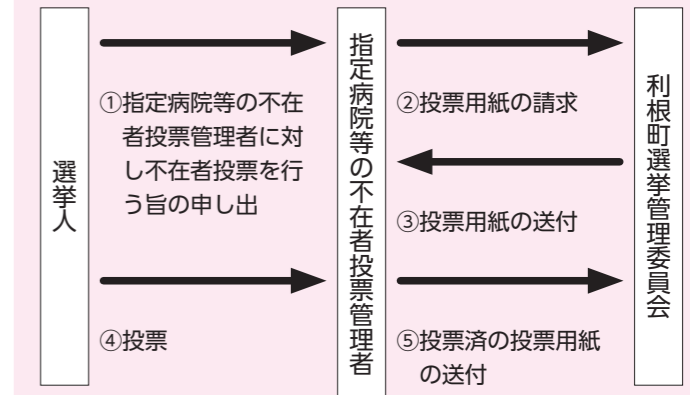 選挙人
①指定病院等の不在
者投票管理者に対
し不在者投票を行
う旨の申し出
④投票
指定病院等の不在者投票管理者
②投票用紙の請求
③投票用紙の送付
⑤投票済の投票用紙
の送付
利根町選挙管理委員会